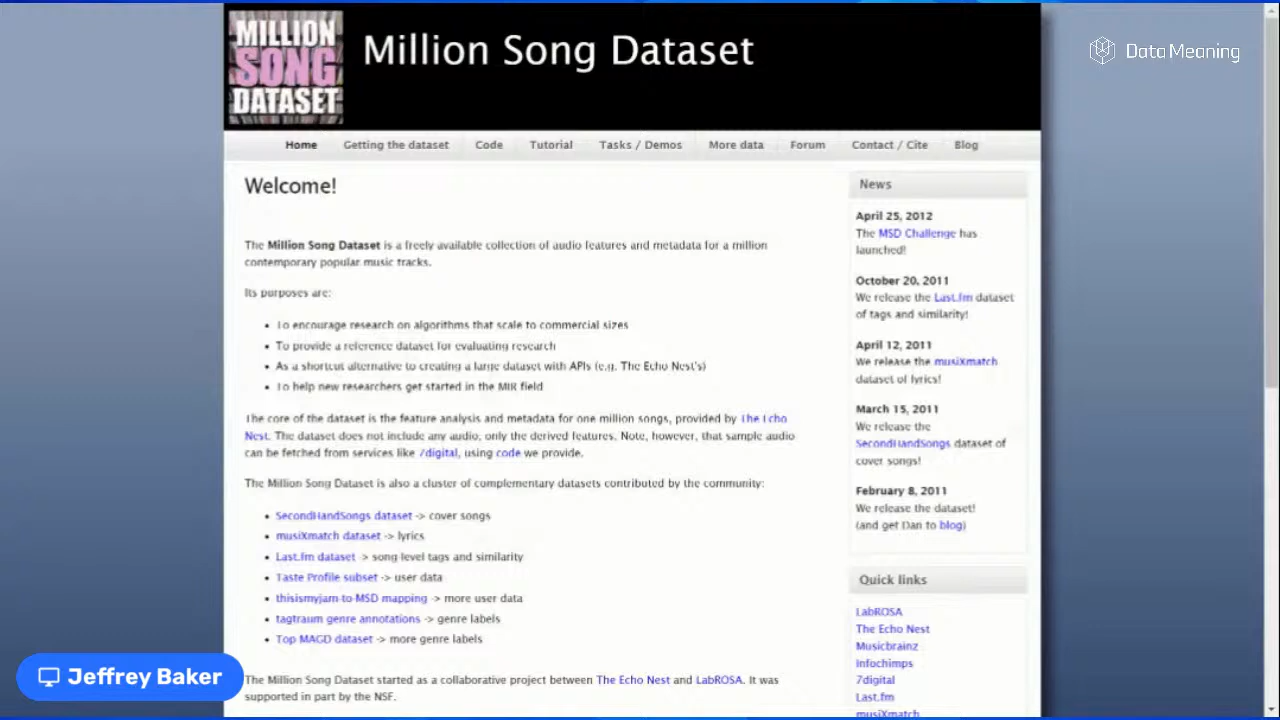 MILLION
SONG
DATASET
Million Song Dataset
Data Meaning
Home
Getting the dataset
Code
Tutorial
Tasks / Demos
More data
Forum
Contact / Cite
Blog
Welcome!
The Million Song Dataset is a freely available collection of audio features and metadata for a million
contemporary popular music tracks.
Its purposes are:
• To encourage research on algorithms that scale to commercial sizes
• To provide a reference dataset for evaluating research
• As a shortcut alternative to creating a large dataset with APIs (e.g. The Echo Nest's)
• To help new researchers get started in the MIR field
The core of the dataset is the feature analysis and metadata for one million songs, provided by The Echo
Nest. The dataset does not include any audio, only the derived features. Note, however, that sample audio
can be fetched from services like 7digital, using code we provide.
The Million Song Dataset is also a cluster of complementary datasets contributed by the community:
• SecondHandSongs dataset -> cover songs
• musiXmatch dataset -> lyrics
• Last.fm dataset -> song-level tags and similarity
• Taste Profile subset -> user data
• thisismyjam-to-MSD mapping -> more user data
• tagtraum genre annotations -> genre labels
• Top MAGD dataset -> more genre labels
The Million Song Dataset started as a collaborative project between The Echo Nest and LabROSA. It was
supported in part by the NSF.
News
April 25, 2012
The MSD Challenge has
launched!
October 20, 2011
We release the Last.fm dataset
of tags and similarity!
April 12, 2011
We release the musiXmatch
dataset of lyrics!
March 15, 2011
We release the
SecondHandSongs dataset of
cover songs!
February 8, 2011
We release the dataset!
(and get Dan to blog)
Quick links
LabROSA
The Echo Nest
Musicbrainz
Infochimps
7digital
Last.fm
musiXmatch
Jeffrey Baker